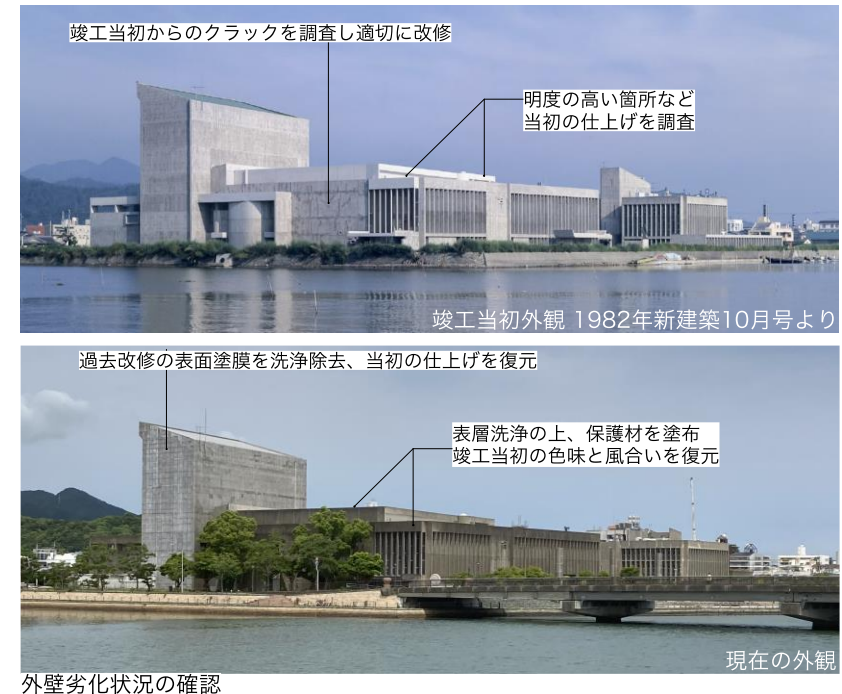 竣工当初からのクラックを調査し適切に改修
明度の高い箇所など
当初の仕上げを調査
竣工当初外観 1982年新建築10月号より
過去改修の表面塗膜を洗浄除去、当初の仕上げを復元
表層洗浄の上、保護材を塗布
竣工当初の色味と風合いを復元
現在の外観
外壁劣化状況の確認